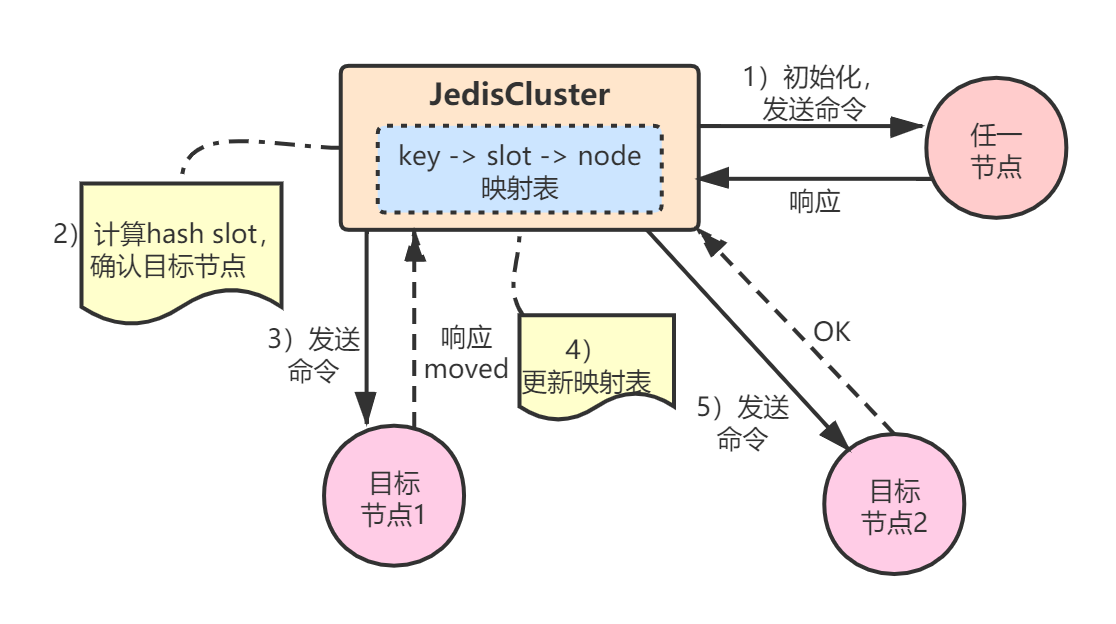 JedisCluster
key -> slot -> node
映射表
1）初始化，
发送命令
任一
节点
响应
2）计算hash slot，
确认目标节点
3）发送
命令
响应
moved
4）
更新映射表
5）发送
命令
OK
目标
节点1
目标
节点2